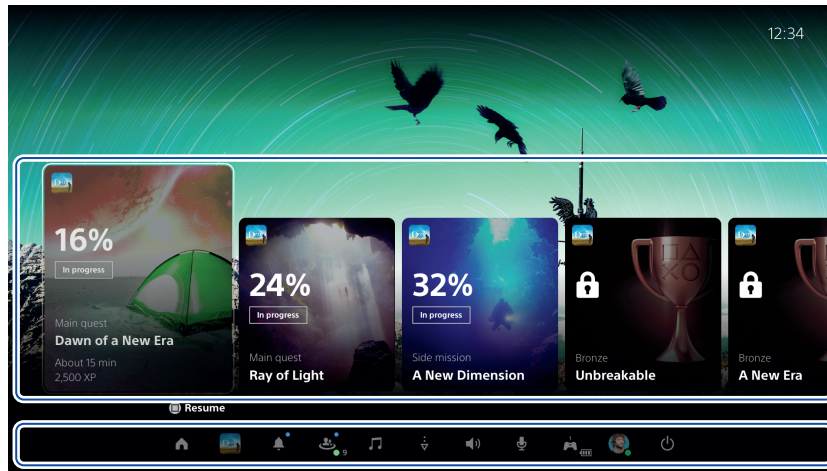 12:34
16%
In progress
Main quest
Dawn of a New Era
About 15 min
2,500 XP
24%
In progress
Main quest
Ray of Light
32%
In progress
Side mission
A New Dimension
Bronze
Unbreakable
Bronze
A New Era
Resume
9